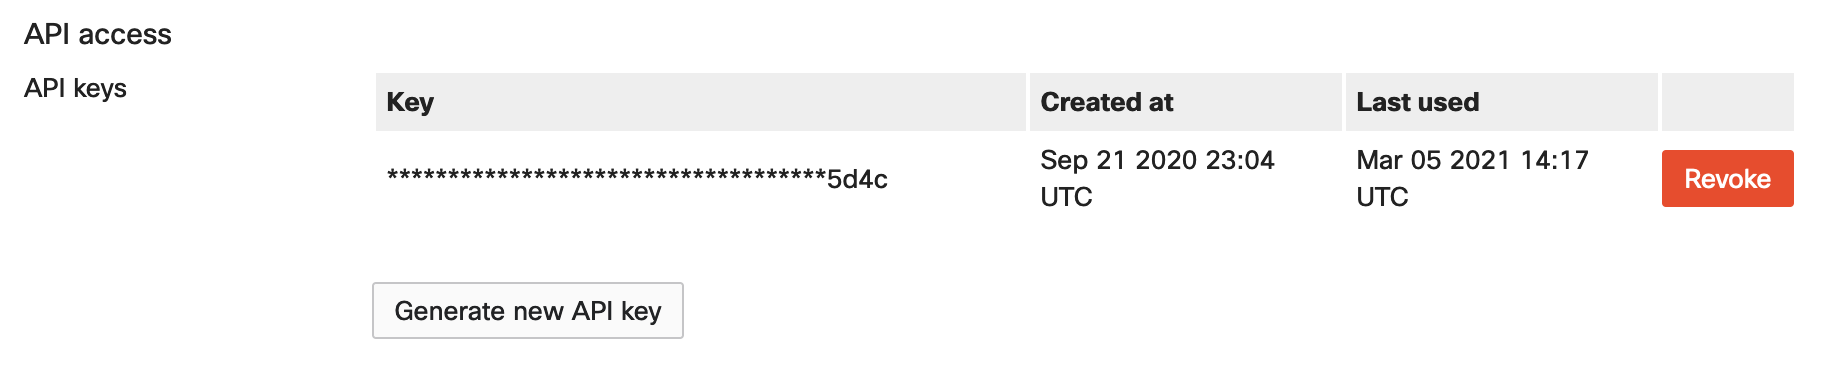 API access
API keys
Key Created at Last used
************************************5d4c Sep 21 2020 23:04 UTC Mar 05 2021 14:17 UTC Revoke
Generate new API key